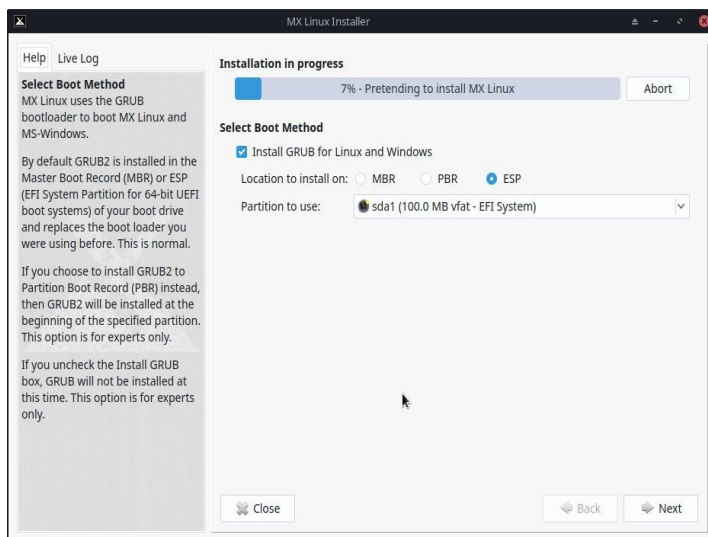 MX Linux Installer
Help
Live Log
Select Boot Method
MX Linux uses the GRUB
bootloader to boot MX Linux and
MS-Windows.
By default GRUB2 is installed in the
Master Boot Record (MBR) or ESP
(EFI System Partition for 64-bit UEFI
boot systems) of your boot drive
and replaces the boot loader you
were using before. This is normal.
If you choose to install GRUB2 to
Partition Boot Record (PBR) instead,
then GRUB2 will be installed at the
beginning of the specified partition.
This option is for experts only.
If you uncheck the Install GRUB
box, GRUB will not be installed at
this time. This option is for experts
only.
Installation in progress
7% - Pretending to install MX Linux
Abort
Select Boot Method
Install GRUB for Linux and Windows
Location to install on: MBR PBR ESP
Partition to use: sda1 (100.0 MB vfat - EFI System)
Close
Back
Next